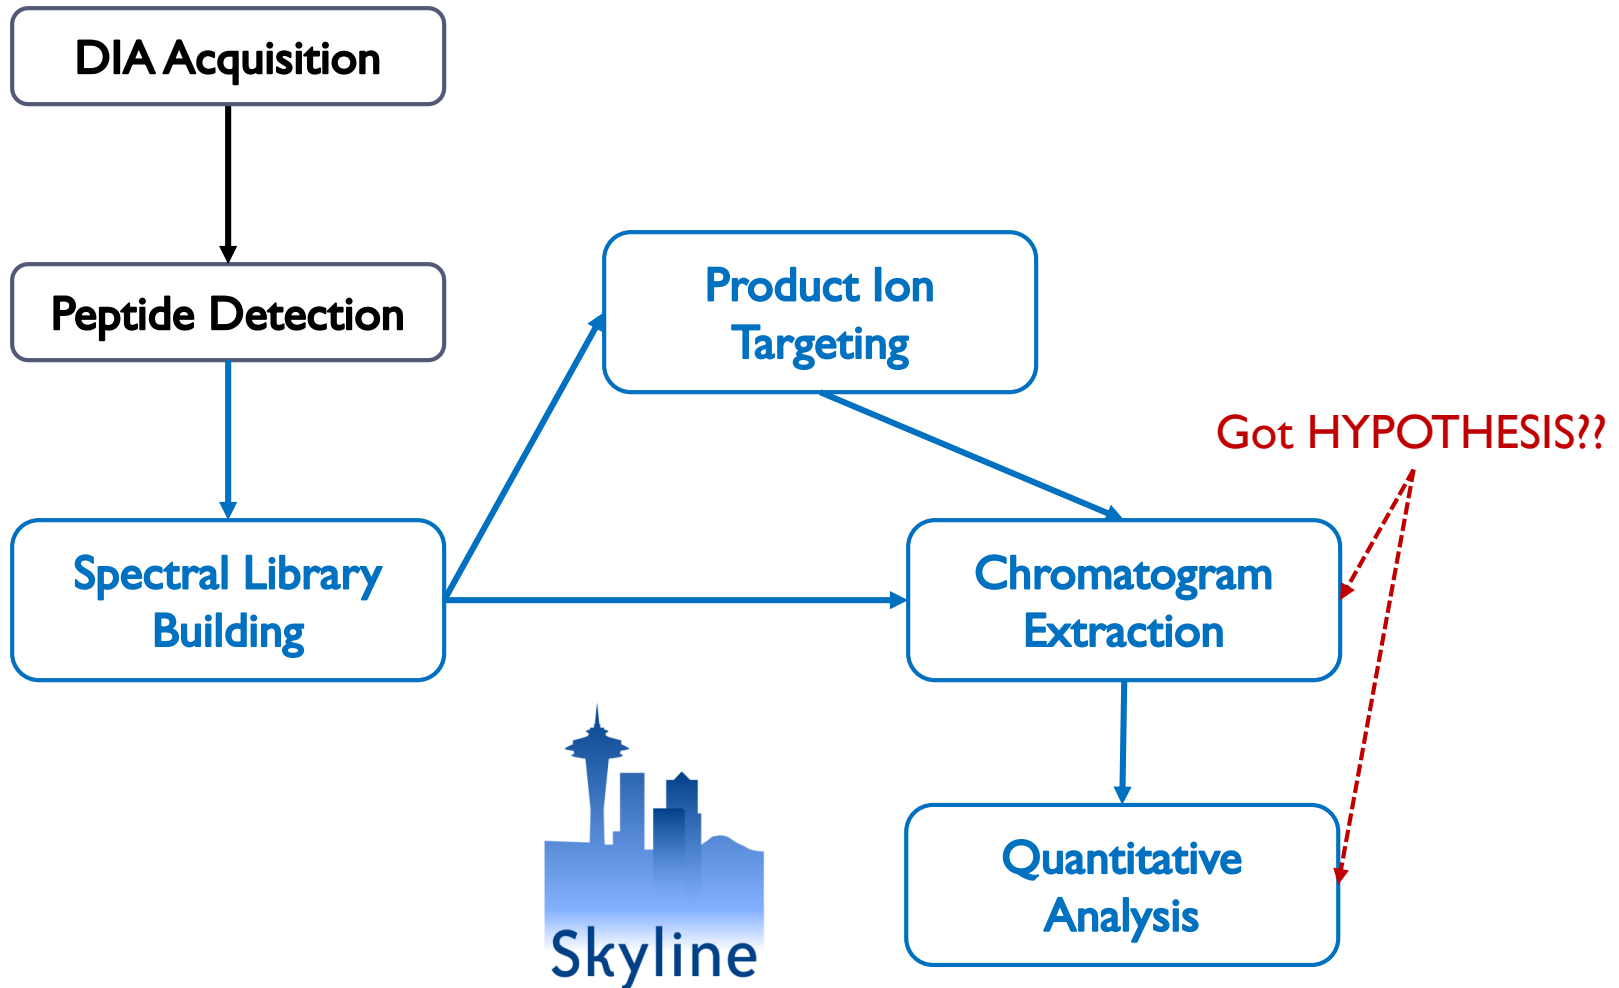 DIA Acquisition
Peptide Detection
Product Ion
Targeting
Got HYPOTHESIS??
Spectral Library
Building
Chromatogram
Extraction
Quantitative
Analysis
Skyline